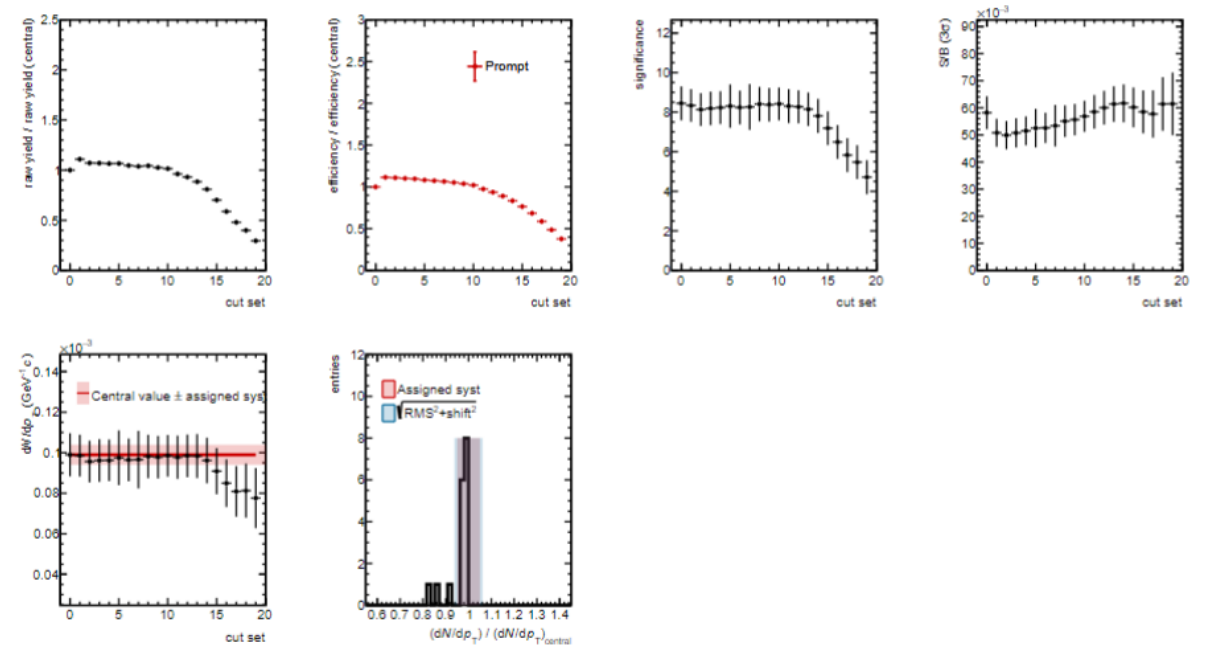 raw yield / raw yield (central)
2.5
2
1.5
1
0.5
0
0 5 10 15 20
cut set
efficiency / efficiency (central)
3
2.5
2
1.5
1
0.5
0
Prompt
0 5 10 15 20
cut set
significance
12
10
8
6
4
2
0
0 5 10 15 20
cut set
S/B (3σ)
×10⁻³
90
80
70
60
50
40
30
20
10
0
0 5 10 15 20
cut set
dN/dp_T (GeV⁻¹ c)
×10⁻³
0.14
0.12
0.1
0.08
0.06
0.04
Central value ± assigned sys
0 5 10 15 20
cut set
entries
12
10
8
6
4
2
0
Assigned syst
√RMS²+shift²
0.6 0.7 0.8 0.9 1 1.1 1.2 1.3 1.4
(dN/dp_T) / (dN/dp_T)_central